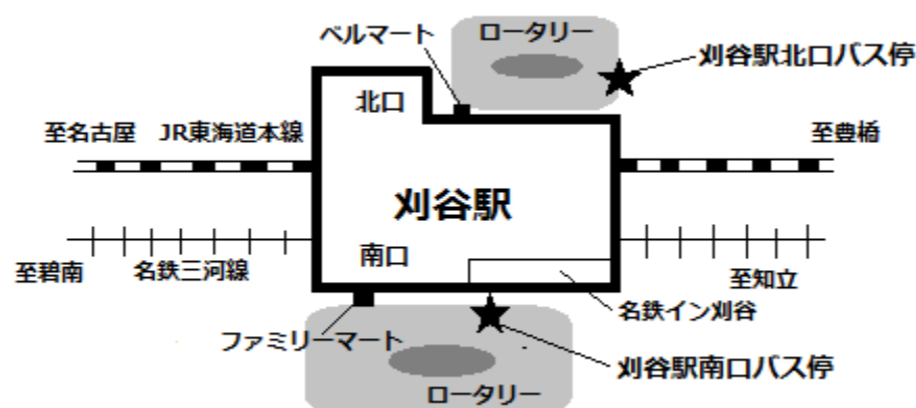 ベルマート
ロータリー
刈谷駅北口バス停
北口
至名古屋
JR東海道本線
至豊橋
刈谷駅
南口
至碧南
名鉄三河線
至知立
名鉄イン刈谷
ファミリーマート
刈谷駅南口バス停
ロータリー